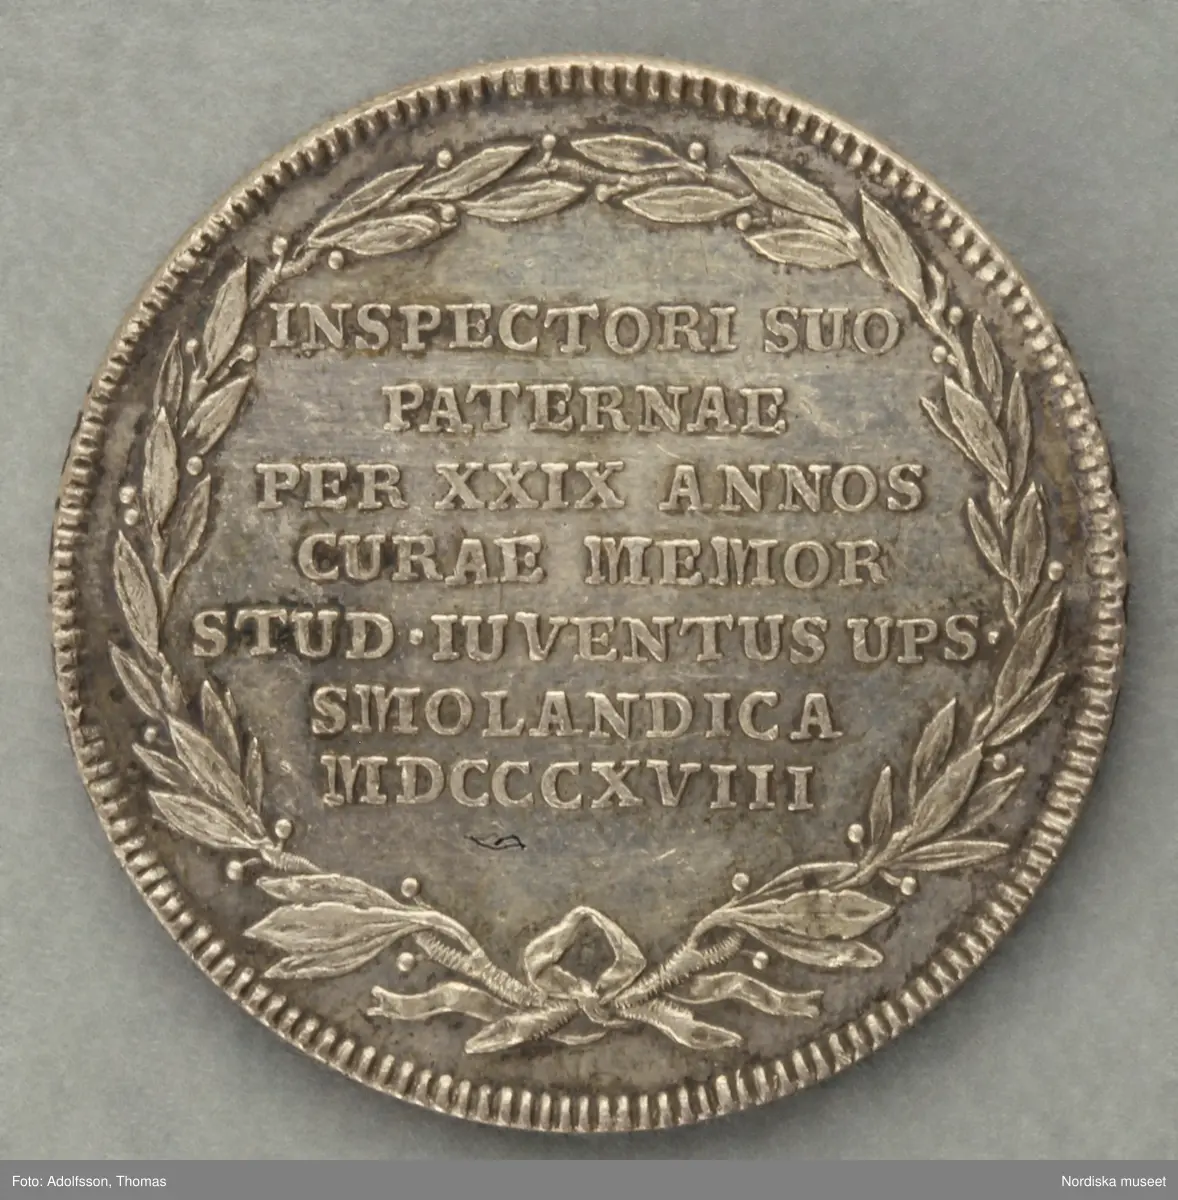 INSPECTORI SUO
PATERNAE
PER XXIX ANNOS
CURAE MEMOR
STUD · IUVENTUS UPS ·
SMOLANDICA
MDCCCXVIII
Foto: Adolfsson, Thomas
Nordiska museet